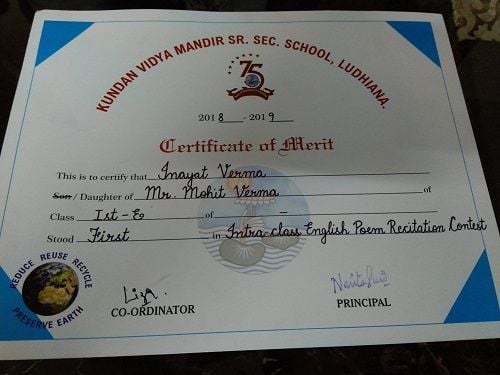 KUNDAN VIDYA MANDIR SR. SEC. SCHOOL, LUDHIANA.
75
2018 - 2019
Certificate of Merit
This is to certify that Inayat Verma
Son/ Daughter of Mr. Mohit Verma of
Class Ist-E of -
Stood First in Intra class English Poem Recitation Contest
REDUCE REUSE RECYCLE
PRESERVE EARTH
CO-ORDINATOR
PRINCIPAL